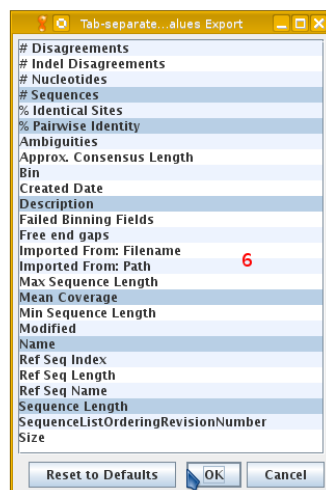 Tab-separate...alues Export
# Disagreements
# Indel Disagreements
# Nucleotides
# Sequences
% Identical Sites
% Pairwise Identity
Ambiguities
Approx. Consensus Length
Bin
Created Date
Description
Failed Binning Fields
Free end gaps
Imported From: Filename
Imported From: Path
6
Max Sequence Length
Mean Coverage
Min Sequence Length
Modified
Name
Ref Seq Index
Ref Seq Length
Ref Seq Name
Sequence Length
SequenceListOrderingRevisionNumber
Size
Reset to Defaults OK Cancel